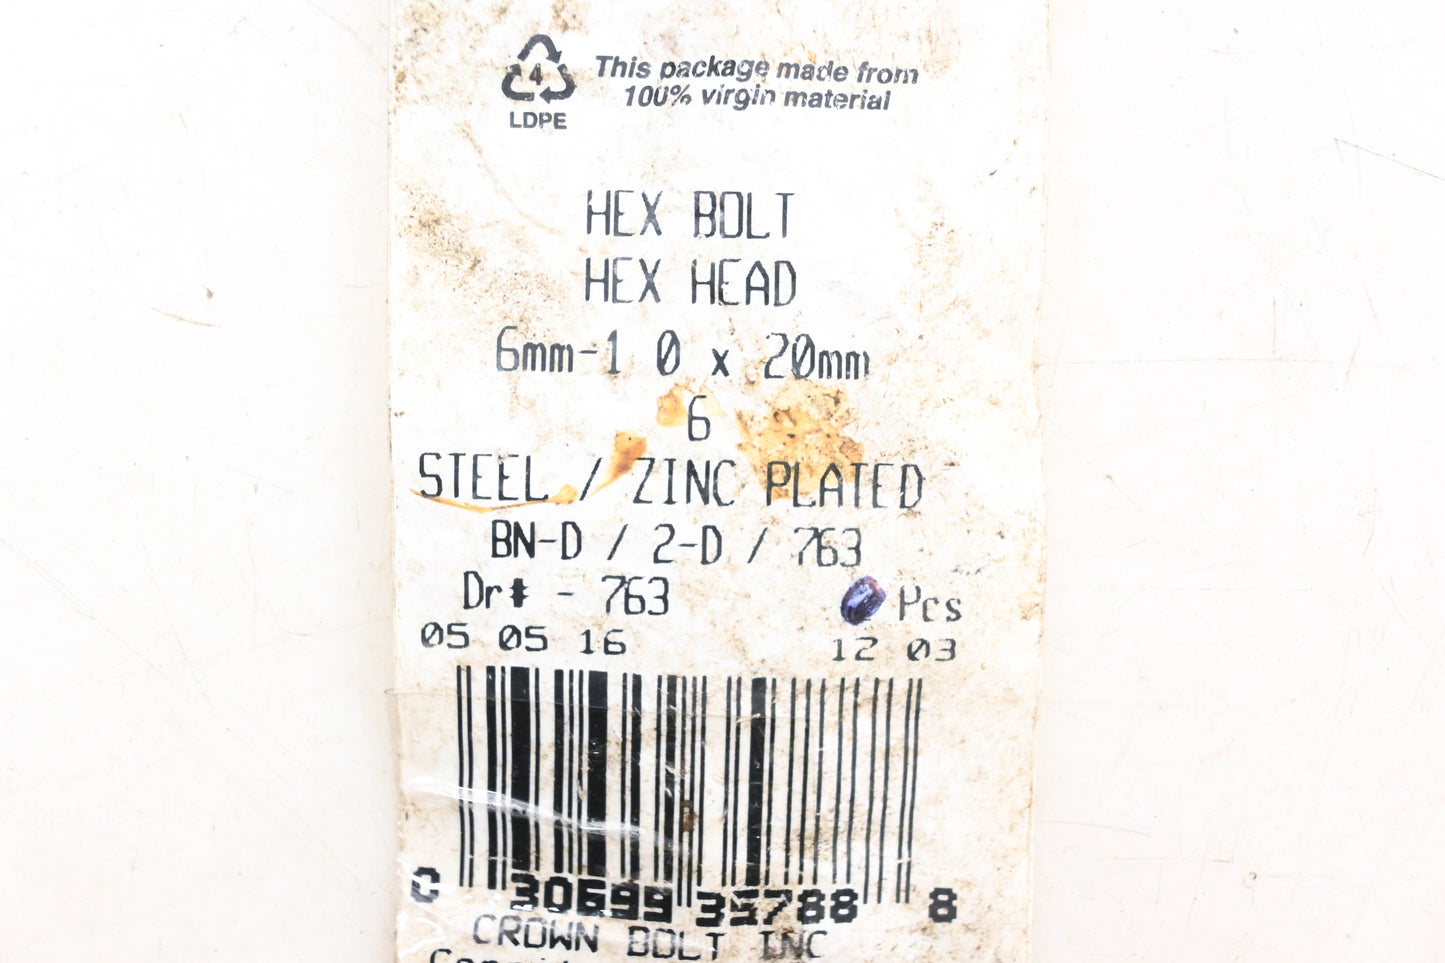 4
LDPE
This package made from
100% virgin material
HEX BOLT
HEX HEAD
6mm-1 0 x 20mm
6
STEEL / ZINC PLATED
BN-D / 2-D / 763
Dr# - 763
Pcs
05 05 16 12 03
0 30699 35788 8
CROWN BOLT INC